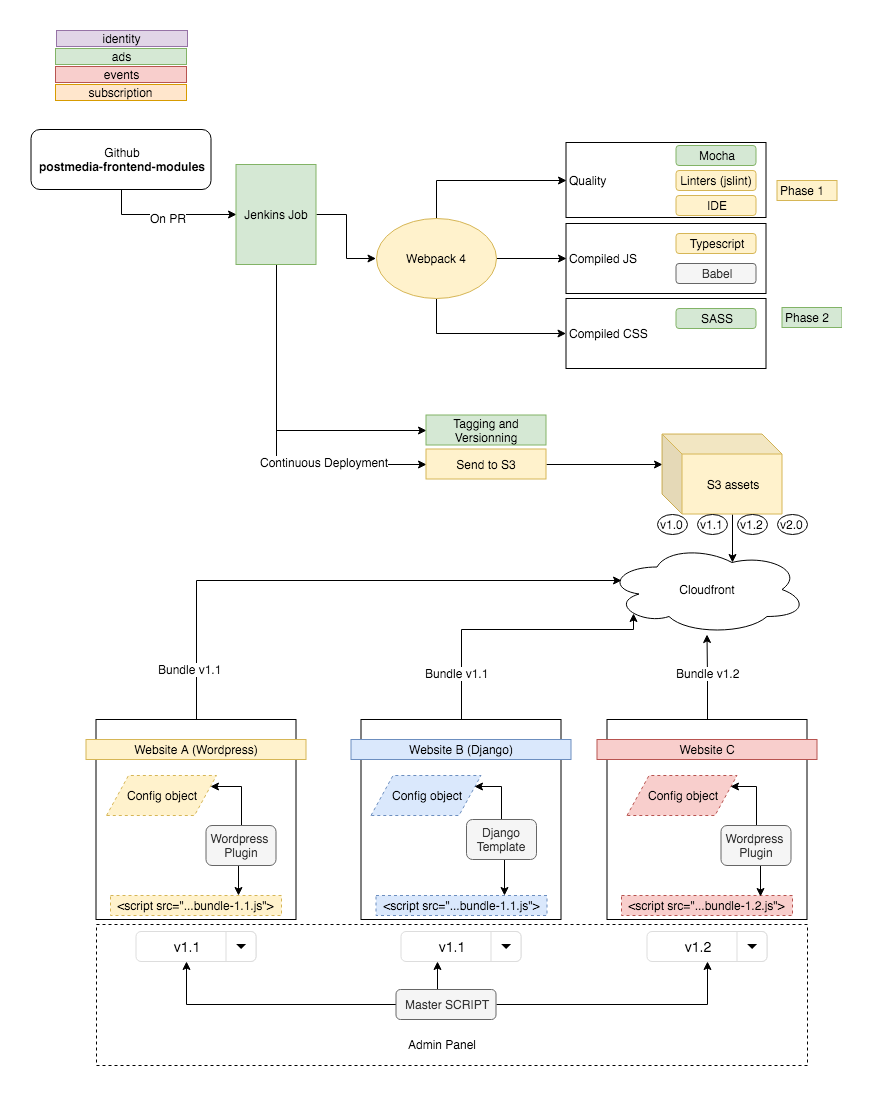 identity
ads
events
subscription
Github
postmedia-frontend-modules
On PR
Jenkins Job
Webpack 4
Quality
Mocha
Linters (jslint)
IDE
Phase 1
Compiled JS
Typescript
Babel
Compiled CSS
SASS
Phase 2
Tagging and
Versionning
Continuous Deployment
Send to S3
S3 assets
v1.0
v1.1
v1.2
v2.0
Cloudfront
Bundle v1.1
Bundle v1.1
Bundle v1.2
Website A (Wordpress)
Config object
Wordpress
Plugin
<script src="...bundle-1.1.js">
Website B (Django)
Config object
Django
Template
<script src="...bundle-1.1.js">
Website C
Config object
Wordpress
Plugin
<script src="...bundle-1.2.js">
v1.1
v1.1
v1.2
Master SCRIPT
Admin Panel